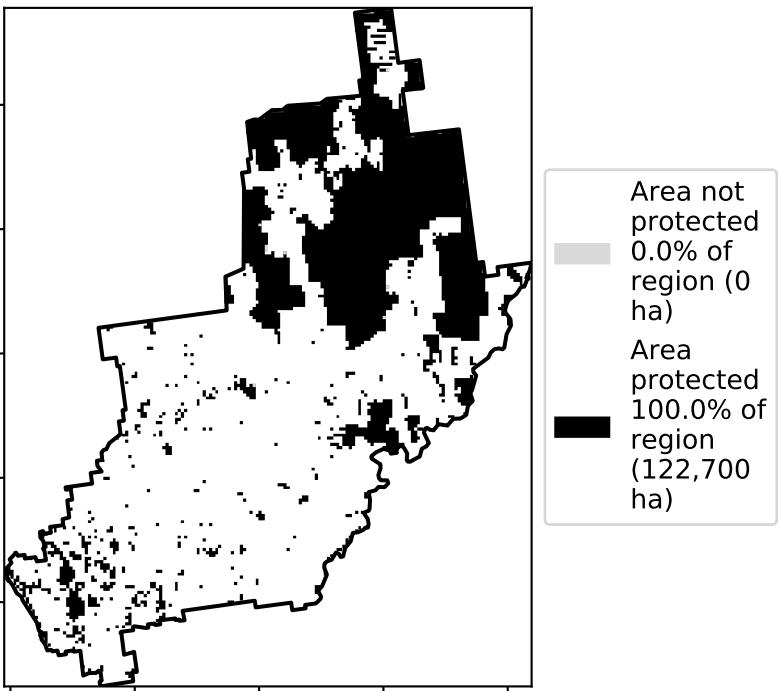 Area not
protected
0.0% of
region (0
ha)
Area
protected
100.0% of
region
(122,700
ha)